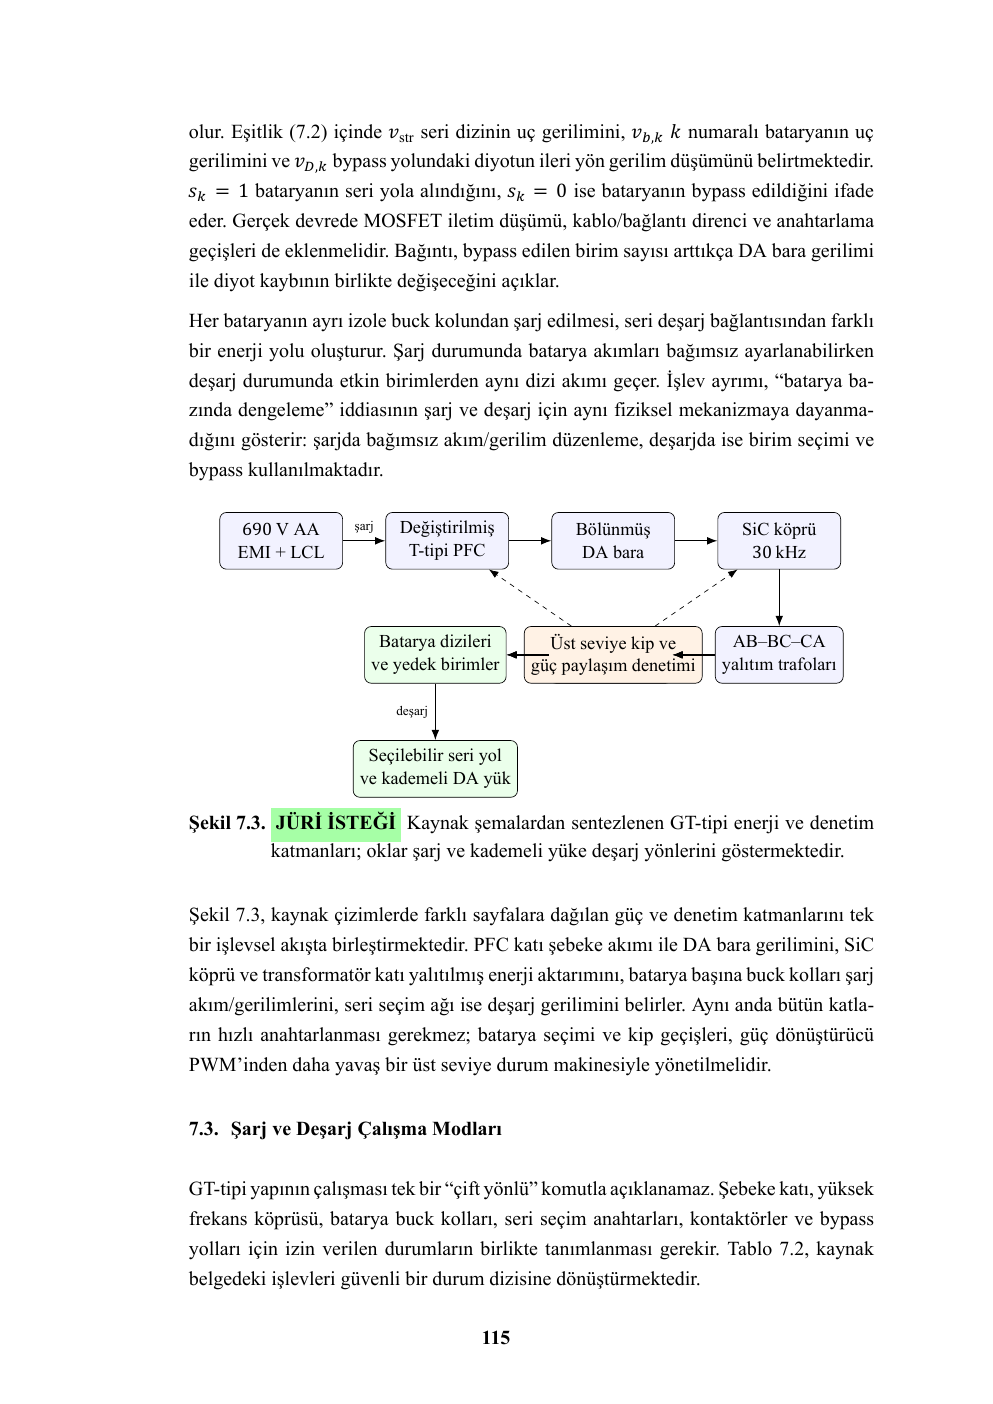 olur. Eşitlik (7.2) içinde v_str seri dizinin uç gerilimini, v_b,k k numaralı bataryanın uç
gerilimini ve v_D,k bypass yolundaki diyotun ileri yön gerilim düşümünü belirtmektedir.
s_k = 1 bataryanın seri yola alındığını, s_k = 0 ise bataryanın bypass edildiğini ifade
eder. Gerçek devrede MOSFET iletim düşümü, kablo/bağlantı direnci ve anahtarlama
geçişleri de eklenmelidir. Bağıntı, bypass edilen birim sayısı arttıkça DA bara gerilimi
ile diyot kaybının birlikte değişeceğini açıklar.
Her bataryanın ayrı izole buck kolundan şarj edilmesi, seri deşarj bağlantısından farklı
bir enerji yolu oluşturur. Şarj durumunda batarya akımları bağımsız ayarlanabilirken
deşarj durumunda etkin birimlerden aynı dizi akımı geçer. İşlev ayrımı, “batarya ba-
zında dengeleme” iddiasının şarj ve deşarj için aynı fiziksel mekanizmaya dayanma-
dığını gösterir: şarjda bağımsız akım/gerilim düzenleme, deşarjda ise birim seçimi ve
bypass kullanılmaktadır.
690 V AA
EMI + LCL
şarj
Değiştirilmiş
T-tipi PFC
Bölünmüş
DA bara
SiC köprü
30 kHz
Batarya dizileri
ve yedek birimler
Üst seviye kip ve
güç paylaşım denetimi
AB–BC–CA
yalıtım trafoları
deşarj
Seçilebilir seri yol
ve kademeli DA yük
Şekil 7.3. JÜRİ İSTEĞİ Kaynak şemalardan sentezlenen GT-tipi enerji ve denetim
katmanları; oklar şarj ve kademeli yüke deşarj yönlerini göstermektedir.
Şekil 7.3, kaynak çizimlerde farklı sayfalara dağılan güç ve denetim katmanlarını tek
bir işlevsel akışta birleştirmektedir. PFC katı şebeke akımı ile DA bara gerilimini, SiC
köprü ve transformatör katı yalıtılmış enerji aktarımını, batarya başına buck kolları şarj
akım/gerilimlerini, seri seçim ağı ise deşarj gerilimini belirler. Aynı anda bütün katla-
rın hızlı anahtarlanması gerekmez; batarya seçimi ve kip geçişleri, güç dönüştürücü
PWM’inden daha yavaş bir üst seviye durum makinesiyle yönetilmelidir.
7.3. Şarj ve Deşarj Çalışma Modları
GT-tipi yapının çalışması tek bir “çift yönlü” komutla açıklanamaz. Şebeke katı, yüksek
frekans köprüsü, batarya buck kolları, seri seçim anahtarları, kontaktörler ve bypass
yolları için izin verilen durumların birlikte tanımlanması gerekir. Tablo 7.2, kaynak
belgedeki işlevleri güvenli bir durum dizisine dönüştürmektedir.
115